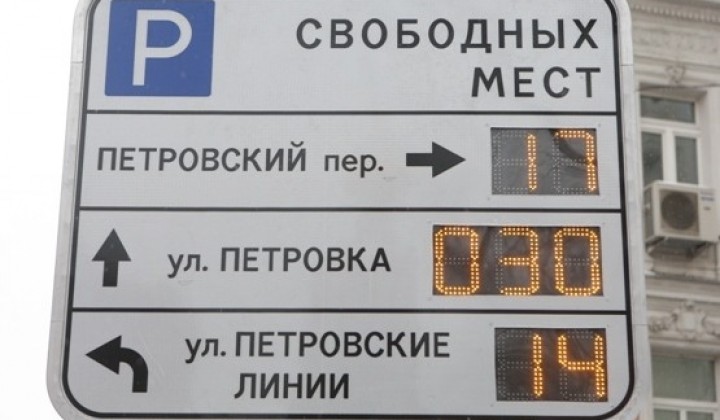 P СВОБОДНЫХ
МЕСТ
ПЕТРОВСКИЙ пер. → 17
↑ ул. ПЕТРОВКА 030
↰ ул. ПЕТРОВСКИЕ 14
ЛИНИИ